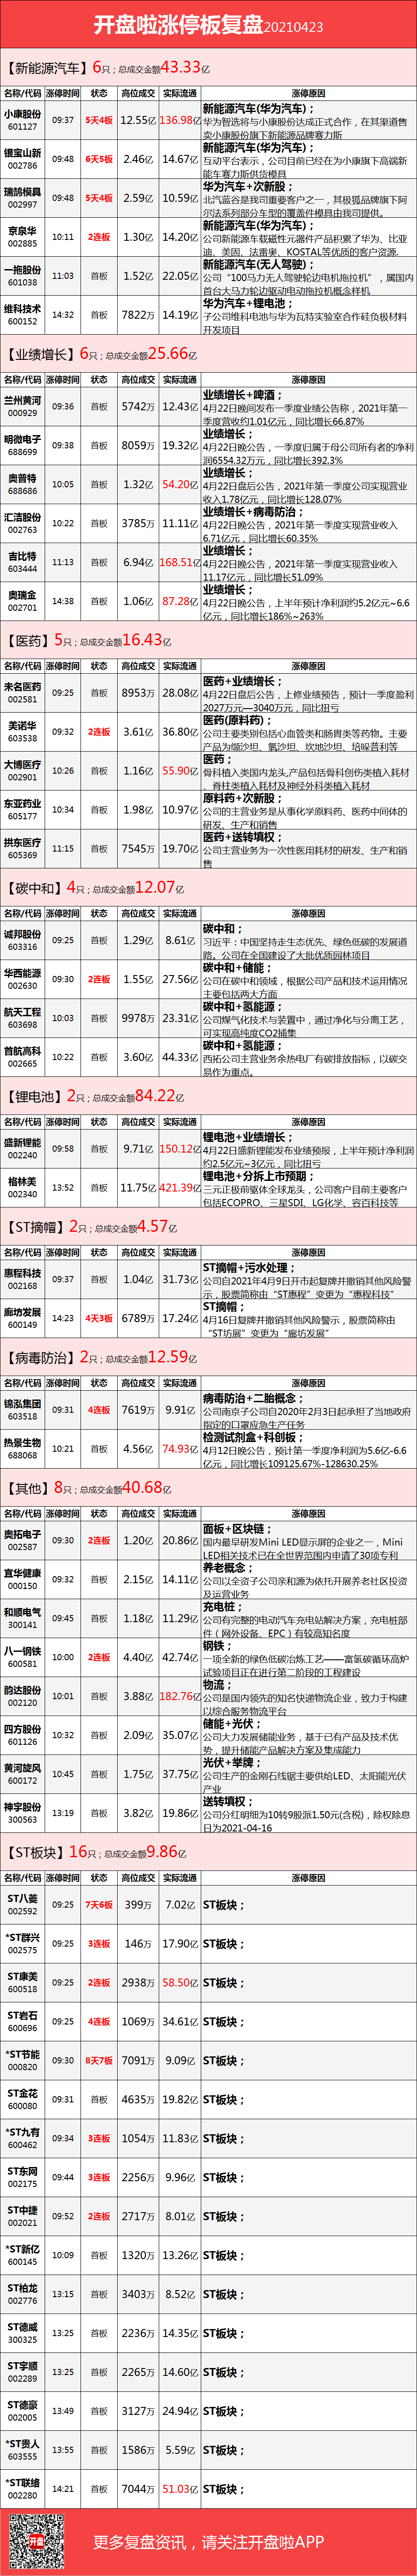 开盘啦涨停板复盘20210423
【新能源汽车】6只；总成交金额43.33亿
名称/代码 涨停时间 状态 高位成交 实际流通 涨停原因
小康股份 601127 09:37 5天4板 12.55亿 136.98亿 新能源汽车(华为汽车)；
华为智选将与小康股份达成正式合作，在其渠道售
卖小康股份旗下新能源品牌赛力斯
银宝山新 002786 09:48 6天5板 2.46亿 14.67亿 新能源汽车(华为汽车)；
互动平台表示，公司目前已经在为小康旗下高端新
能车赛力斯供货模具
瑞鹄模具 002997 09:48 5天4板 2.59亿 10.59亿 华为汽车+次新股；
北汽蓝谷是我司重要客户之一，其极狐品牌旗下阿
尔法系列部分车型的覆盖件模具由我司提供。
京泉华 002885 10:11 2连板 1.30亿 14.20亿 新能源汽车(华为汽车)；
公司新能源车载磁性元器件产品积累了华为、比亚
迪、美固、法雷奥、KOSTAL等优质的客户资源.
一拖股份 601038 11:03 首板 1.52亿 22.05亿 新能源汽车(无人驾驶)；
公司“100马力无人驾驶轮边电机拖拉机”，属国内
首台大马力轮边驱动电动拖拉机概念样机
维科技术 600152 14:32 首板 7822万 14.19亿 华为汽车+锂电池；
子公司维科电池与华为瓦特实验室合作硅负极材料
开发项目
【业绩增长】6只；总成交金额25.66亿
名称/代码 涨停时间 状态 高位成交 实际流通 涨停原因
兰州黄河 000929 09:36 首板 5742万 12.43亿 业绩增长+啤酒；
4月22日晚间发布一季度业绩公告称，2021年第一
季度营收约1.01亿元，同比增长66.87%
明微电子 688699 09:38 首板 8059万 19.32亿 业绩增长；
4月22日晚公告，一季度归属于母公司所有者的净利
润6554.32万元，同比增长392.3%
奥普特 688686 10:05 首板 1.32亿 54.20亿 业绩增长；
4月22日盘后公告，2021年第一季度公司实现营业
收入1.78亿元，同比增长128.07%
汇洁股份 002763 10:22 首板 3785万 11.11亿 业绩增长+病毒防治；
4月22日晚公告，2021年第一季度实现营业收入
6.71亿元，同比增长60.35%
吉比特 603444 11:13 首板 6.94亿 168.51亿 业绩增长；
4月22日晚公告，2021年第一季度实现营业收入
11.17亿元，同比增长51.09%
奥瑞金 002701 14:38 首板 1.06亿 87.28亿 业绩增长；
4月22日晚公告，上半年预计净利润约5.2亿元~6.6
亿元，同比增长186%~263%
【医药】5只；总成交金额16.43亿
名称/代码 涨停时间 状态 高位成交 实际流通 涨停原因
未名医药 002581 09:25 首板 8953万 28.08亿 医药+业绩增长；
4月22日盘后公告，上修业绩预告，预计一季度盈利
2027万元—3040万元，同比扭亏
美诺华 603538 09:32 2连板 3.61亿 36.80亿 医药(原料药)；
公司主要类别包括心血管类和肠胃类等药物。主要
产品为缬沙坦、氯沙坦、坎地沙坦、培哚普利等
大博医疗 002901 10:26 首板 1.16亿 55.90亿 医药；
骨科植入类国内龙头,产品包括骨科创伤类植入耗材
、脊柱类植入耗材及神经外科类植入耗材
东亚药业 605177 10:34 首板 1.98亿 10.97亿 原料药+次新股；
公司的主营业务是从事化学原料药、医药中间体的
研发、生产和销售
拱东医疗 605369 11:15 首板 7545万 19.70亿 医药+送转填权；
公司主营业务为一次性医用耗材的研发、生产和销
售
【碳中和】4只；总成交金额12.07亿
名称/代码 涨停时间 状态 高位成交 实际流通 涨停原因
诚邦股份 603316 09:25 首板 1.29亿 8.61亿 碳中和；
习近平：中国坚持走生态优先、绿色低碳的发展道
路。公司在全国建设了大批优质园林项目
华西能源 002630 09:30 2连板 1.55亿 27.56亿 碳中和+储能；
公司在碳中和领域，根据公司产品和技术运用情况
主要包括两大方面
航天工程 603698 10:03 首板 9978万 23.31亿 碳中和+氢能源；
公司煤气化技术与装置中，通过净化与分离工艺，
可实现高纯度CO2捕集
首航高科 002665 10:22 首板 3.60亿 44.33亿 碳中和+氢能源；
西拓公司主营业务余热电厂有碳排放指标，以碳交
易作为重点。
【锂电池】2只；总成交金额84.22亿
名称/代码 涨停时间 状态 高位成交 实际流通 涨停原因
盛新锂能 002240 09:58 首板 9.71亿 150.12亿 锂电池+业绩增长；
4月22日盛新锂能发布业绩预报，上半年预计净利润
约2.5亿元~3亿元，同比扭亏
格林美 002340 13:52 首板 11.75亿 421.39亿 锂电池+分拆上市预期；
三元正极前驱体全球龙头，公司客户目前主要客户
包括ECOPRO、三星SDI、LG化学、容百科技等
【ST摘帽】2只；总成交金额4.57亿
名称/代码 涨停时间 状态 高位成交 实际流通 涨停原因
惠程科技 002168 09:37 首板 1.04亿 31.73亿 ST摘帽+污水处理；
公司自2021年4月9日开市起复牌并撤销其他风险警
示，股票简称由“ST惠程”变更为“惠程科技”
廊坊发展 600149 14:23 4天3板 6789万 17.24亿 ST摘帽；
4月16日复牌并撤销其他风险警示，股票简称由
“ST坊展”变更为“廊坊发展”
【病毒防治】2只；总成交金额12.59亿
名称/代码 涨停时间 状态 高位成交 实际流通 涨停原因
锦泓集团 603518 09:31 4连板 7619万 9.91亿 病毒防治+二胎概念；
公司南京子公司自2020年2月3日起承担了当地政府
指定的口罩应急生产任务
热景生物 688068 10:21 首板 4.56亿 74.93亿 检测试剂盒+科创板；
4月12日晚公告，预计第一季度净利润为5.6亿-6.6
亿元，同比增长109125.67%-128630.25%
【其他】8只；总成交金额40.68亿
名称/代码 涨停时间 状态 高位成交 实际流通 涨停原因
奥拓电子 002587 09:30 2连板 1.20亿 20.86亿 面板+区块链；
国内最早研发Mini LED显示屏的企业之一，Mini
LED相关技术已在全世界范围内申请了30项专利
宜华健康 000150 09:32 首板 2.15亿 14.11亿 养老概念；
公司以全资子公司亲和源为依托开展养老社区投资
及运营业务
和顺电气 300141 09:45 首板 1.18亿 11.29亿 充电桩；
公司有完整的电动汽车充电站解决方案，充电桩部
件（网外设备、EPC）有较高知名度
八一钢铁 600581 10:00 2连板 4.40亿 42.74亿 钢铁；
一项全新的绿色低碳冶炼工艺——富氢碳循环高炉
试验项目正在进行第二阶段的工程建设
韵达股份 002120 10:01 首板 3.88亿 182.76亿 物流；
公司是国内领先的知名快递物流企业，致力于构建
以综合服务物流平台
四方股份 601126 10:32 首板 2.09亿 35.07亿 储能+光伏；
公司大力发展储能业务，基于已有产品及技术优
势，提升储能产品解决方案及集成能力
黄河旋风 600172 10:45 首板 1.75亿 37.75亿 光伏+举牌；
公司生产的金刚石线锯主要供给LED、太阳能光伏
产业
神宇股份 300563 13:19 首板 3.82亿 19.86亿 送转填权；
公司分红明细为10转9股派1.50元(含税)，除权除息
日为2021-04-16
【ST板块】16只；总成交金额9.86亿
名称/代码 涨停时间 状态 高位成交 实际流通 涨停原因
ST八菱 002592 09:25 7天6板 399万 7.02亿 ST板块；
*ST群兴 002575 09:25 3连板 146万 17.90亿 ST板块；
ST康美 600518 09:25 2连板 2938万 58.50亿 ST板块；
ST岩石 600696 09:25 4连板 1069万 34.61亿 ST板块；
*ST节能 000820 09:30 8天7板 7091万 9.09亿 ST板块；
ST金花 600080 09:31 首板 4635万 19.82亿 ST板块；
*ST九有 600462 09:34 3连板 1054万 11.83亿 ST板块；
ST东网 002175 09:44 3连板 2256万 9.96亿 ST板块；
ST中捷 002021 09:52 2连板 2717万 8.01亿 ST板块；
*ST新亿 600145 10:09 首板 1320万 13.26亿 ST板块；
ST柏龙 002776 13:15 首板 3403万 8.52亿 ST板块；
ST德威 300325 13:25 首板 2236万 14.35亿 ST板块；
ST宇顺 002289 13:25 首板 2265万 14.60亿 ST板块；
ST德豪 002005 13:49 首板 3127万 24.94亿 ST板块；
*ST贵人 603555 13:55 首板 1586万 5.59亿 ST板块；
*ST联络 002280 14:21 首板 7044万 51.03亿 ST板块；
开盘
更多复盘资讯，请关注开盘啦APP